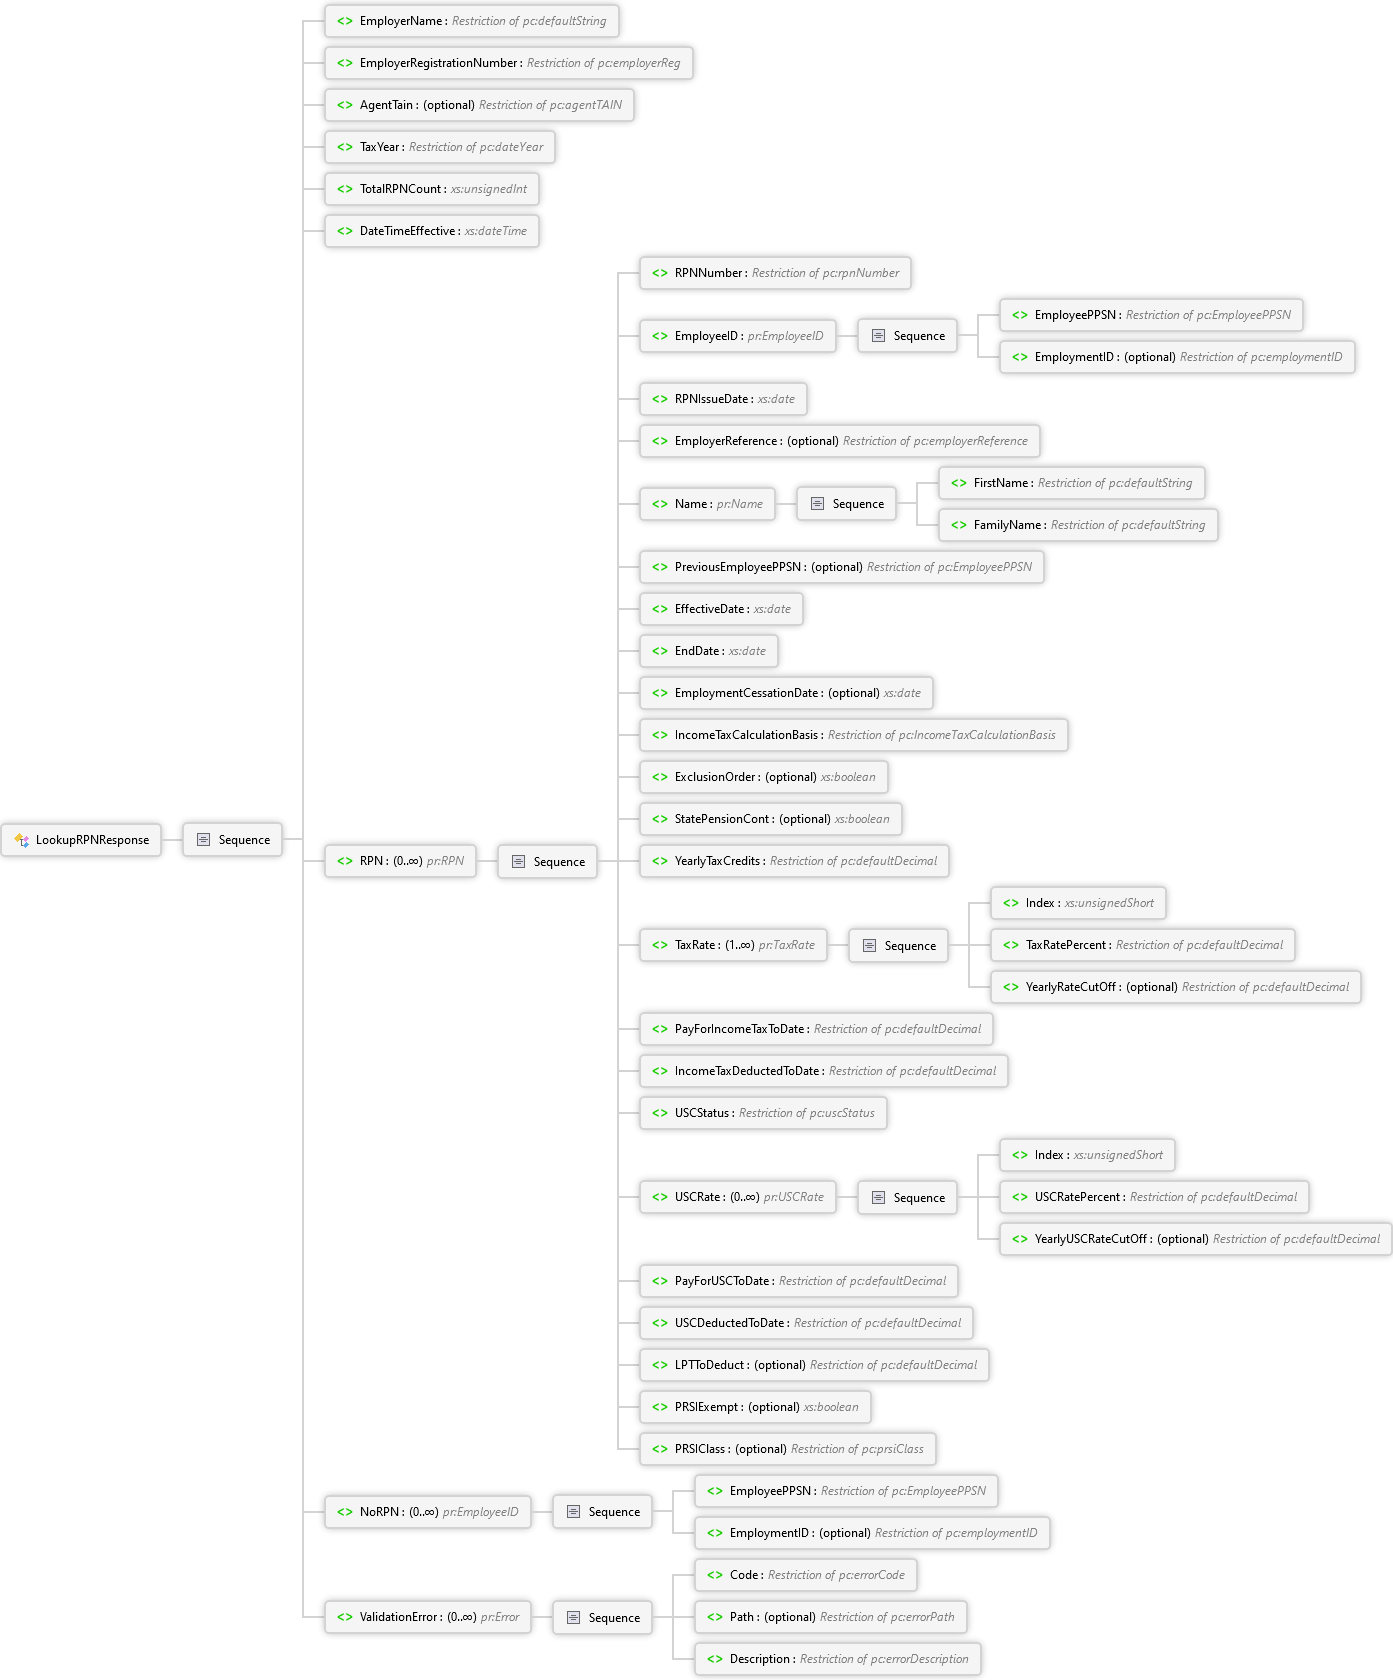 EmployerName : Restriction of pc:defaultString
EmployerRegistrationNumber : Restriction of pc:employerReg
AgentTain : (optional) Restriction of pc:agentTAIN
TaxYear : Restriction of pc:dateYear
TotalRPNCount : xs:unsignedInt
DateTimeEffective : xs:dateTime
RPNNumber : Restriction of pc:rpnNumber
EmployeeID : pr:EmployeeID
Sequence
EmployeePPSN : Restriction of pc:EmployeePPSN
EmploymentID : (optional) Restriction of pc:employmentID
RPNIssueDate : xs:date
EmployerReference : (optional) Restriction of pc:employerReference
Name : pr:Name
Sequence
FirstName : Restriction of pc:defaultString
FamilyName : Restriction of pc:defaultString
PreviousEmployeePPSN : (optional) Restriction of pc:EmployeePPSN
EffectiveDate : xs:date
EndDate : xs:date
EmploymentCessationDate : (optional) xs:date
IncomeTaxCalculationBasis : Restriction of pc:IncomeTaxCalculationBasis
ExclusionOrder : (optional) xs:boolean
StatePensionCont : (optional) xs:boolean
LookupRPNResponse
Sequence
RPN : (0..∞) pr:RPN
Sequence
YearlyTaxCredits : Restriction of pc:defaultDecimal
TaxRate : (1..∞) pr:TaxRate
Sequence
Index : xs:unsignedShort
TaxRatePercent : Restriction of pc:defaultDecimal
YearlyRateCutOff : (optional) Restriction of pc:defaultDecimal
PayForIncomeTaxToDate : Restriction of pc:defaultDecimal
IncomeTaxDeductedToDate : Restriction of pc:defaultDecimal
USCStatus : Restriction of pc:uscStatus
USCRate : (0..∞) pr:USCRate
Sequence
Index : xs:unsignedShort
USCRatePercent : Restriction of pc:defaultDecimal
YearlyUSCRateCutOff : (optional) Restriction of pc:defaultDecimal
PayForUSCToDate : Restriction of pc:defaultDecimal
USCDeductedToDate : Restriction of pc:defaultDecimal
LPTToDeduct : (optional) Restriction of pc:defaultDecimal
PRSIExempt : (optional) xs:boolean
PRSIClass : (optional) Restriction of pc:prsiClass
NoRPN : (0..∞) pr:EmployeeID
Sequence
EmployeePPSN : Restriction of pc:EmployeePPSN
EmploymentID : (optional) Restriction of pc:employmentID
ValidationError : (0..∞) pr:Error
Sequence
Code : Restriction of pc:errorCode
Path : (optional) Restriction of pc:errorPath
Description : Restriction of pc:errorDescription